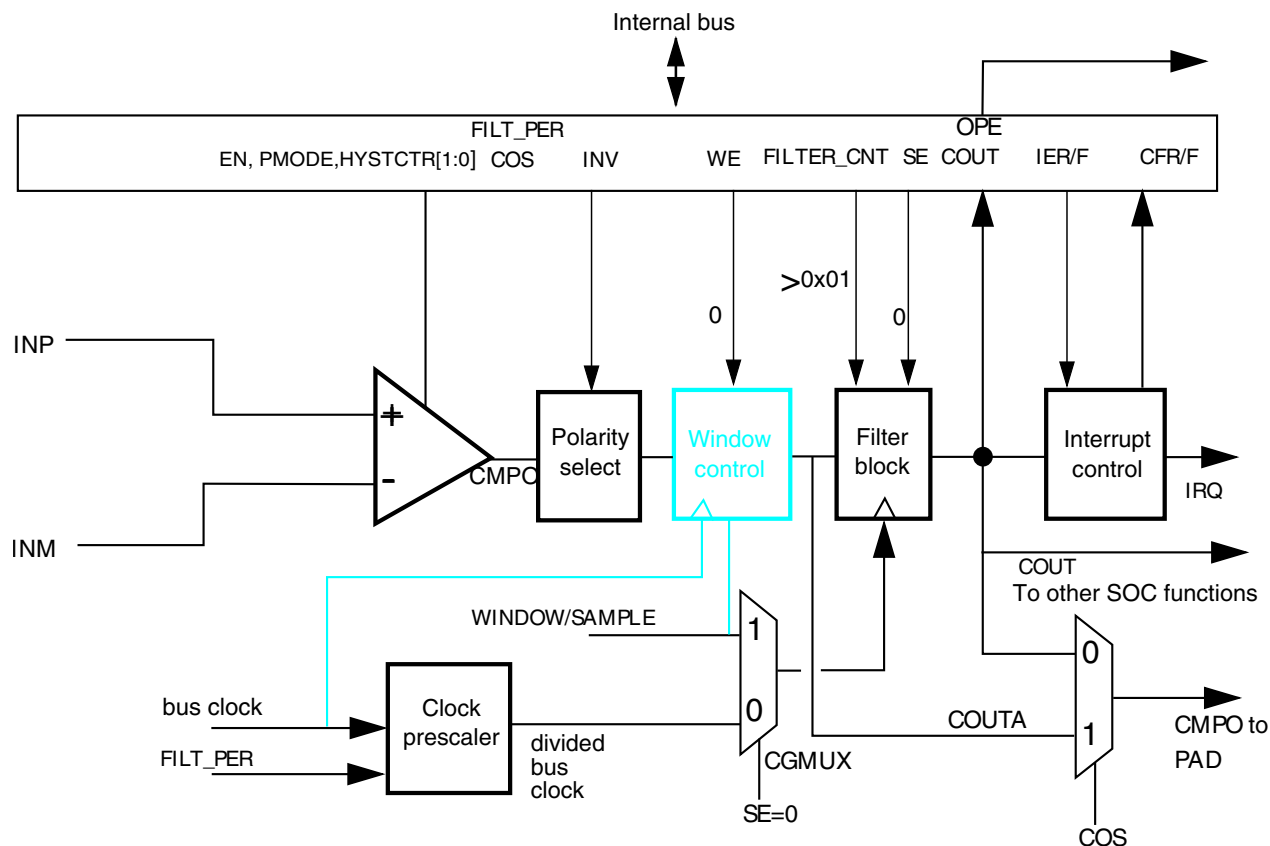 Internal bus
FILT_PER
OPE
EN, PMODE,HYSTCTR[1:0] COS INV WE FILTER_CNT SE COUT IER/F CFR/F
>0x01
0
0
INP
+
-
CMPO
Polarity
select
Window
control
Filter
block
Interrupt
control
IRQ
INM
COUT
To other SOC functions
WINDOW/SAMPLE
1
0
0
1
bus clock
FILT_PER
Clock
prescaler
divided
bus
clock
CGMUX
SE=0
COUTA
CMPO to
PAD
COS